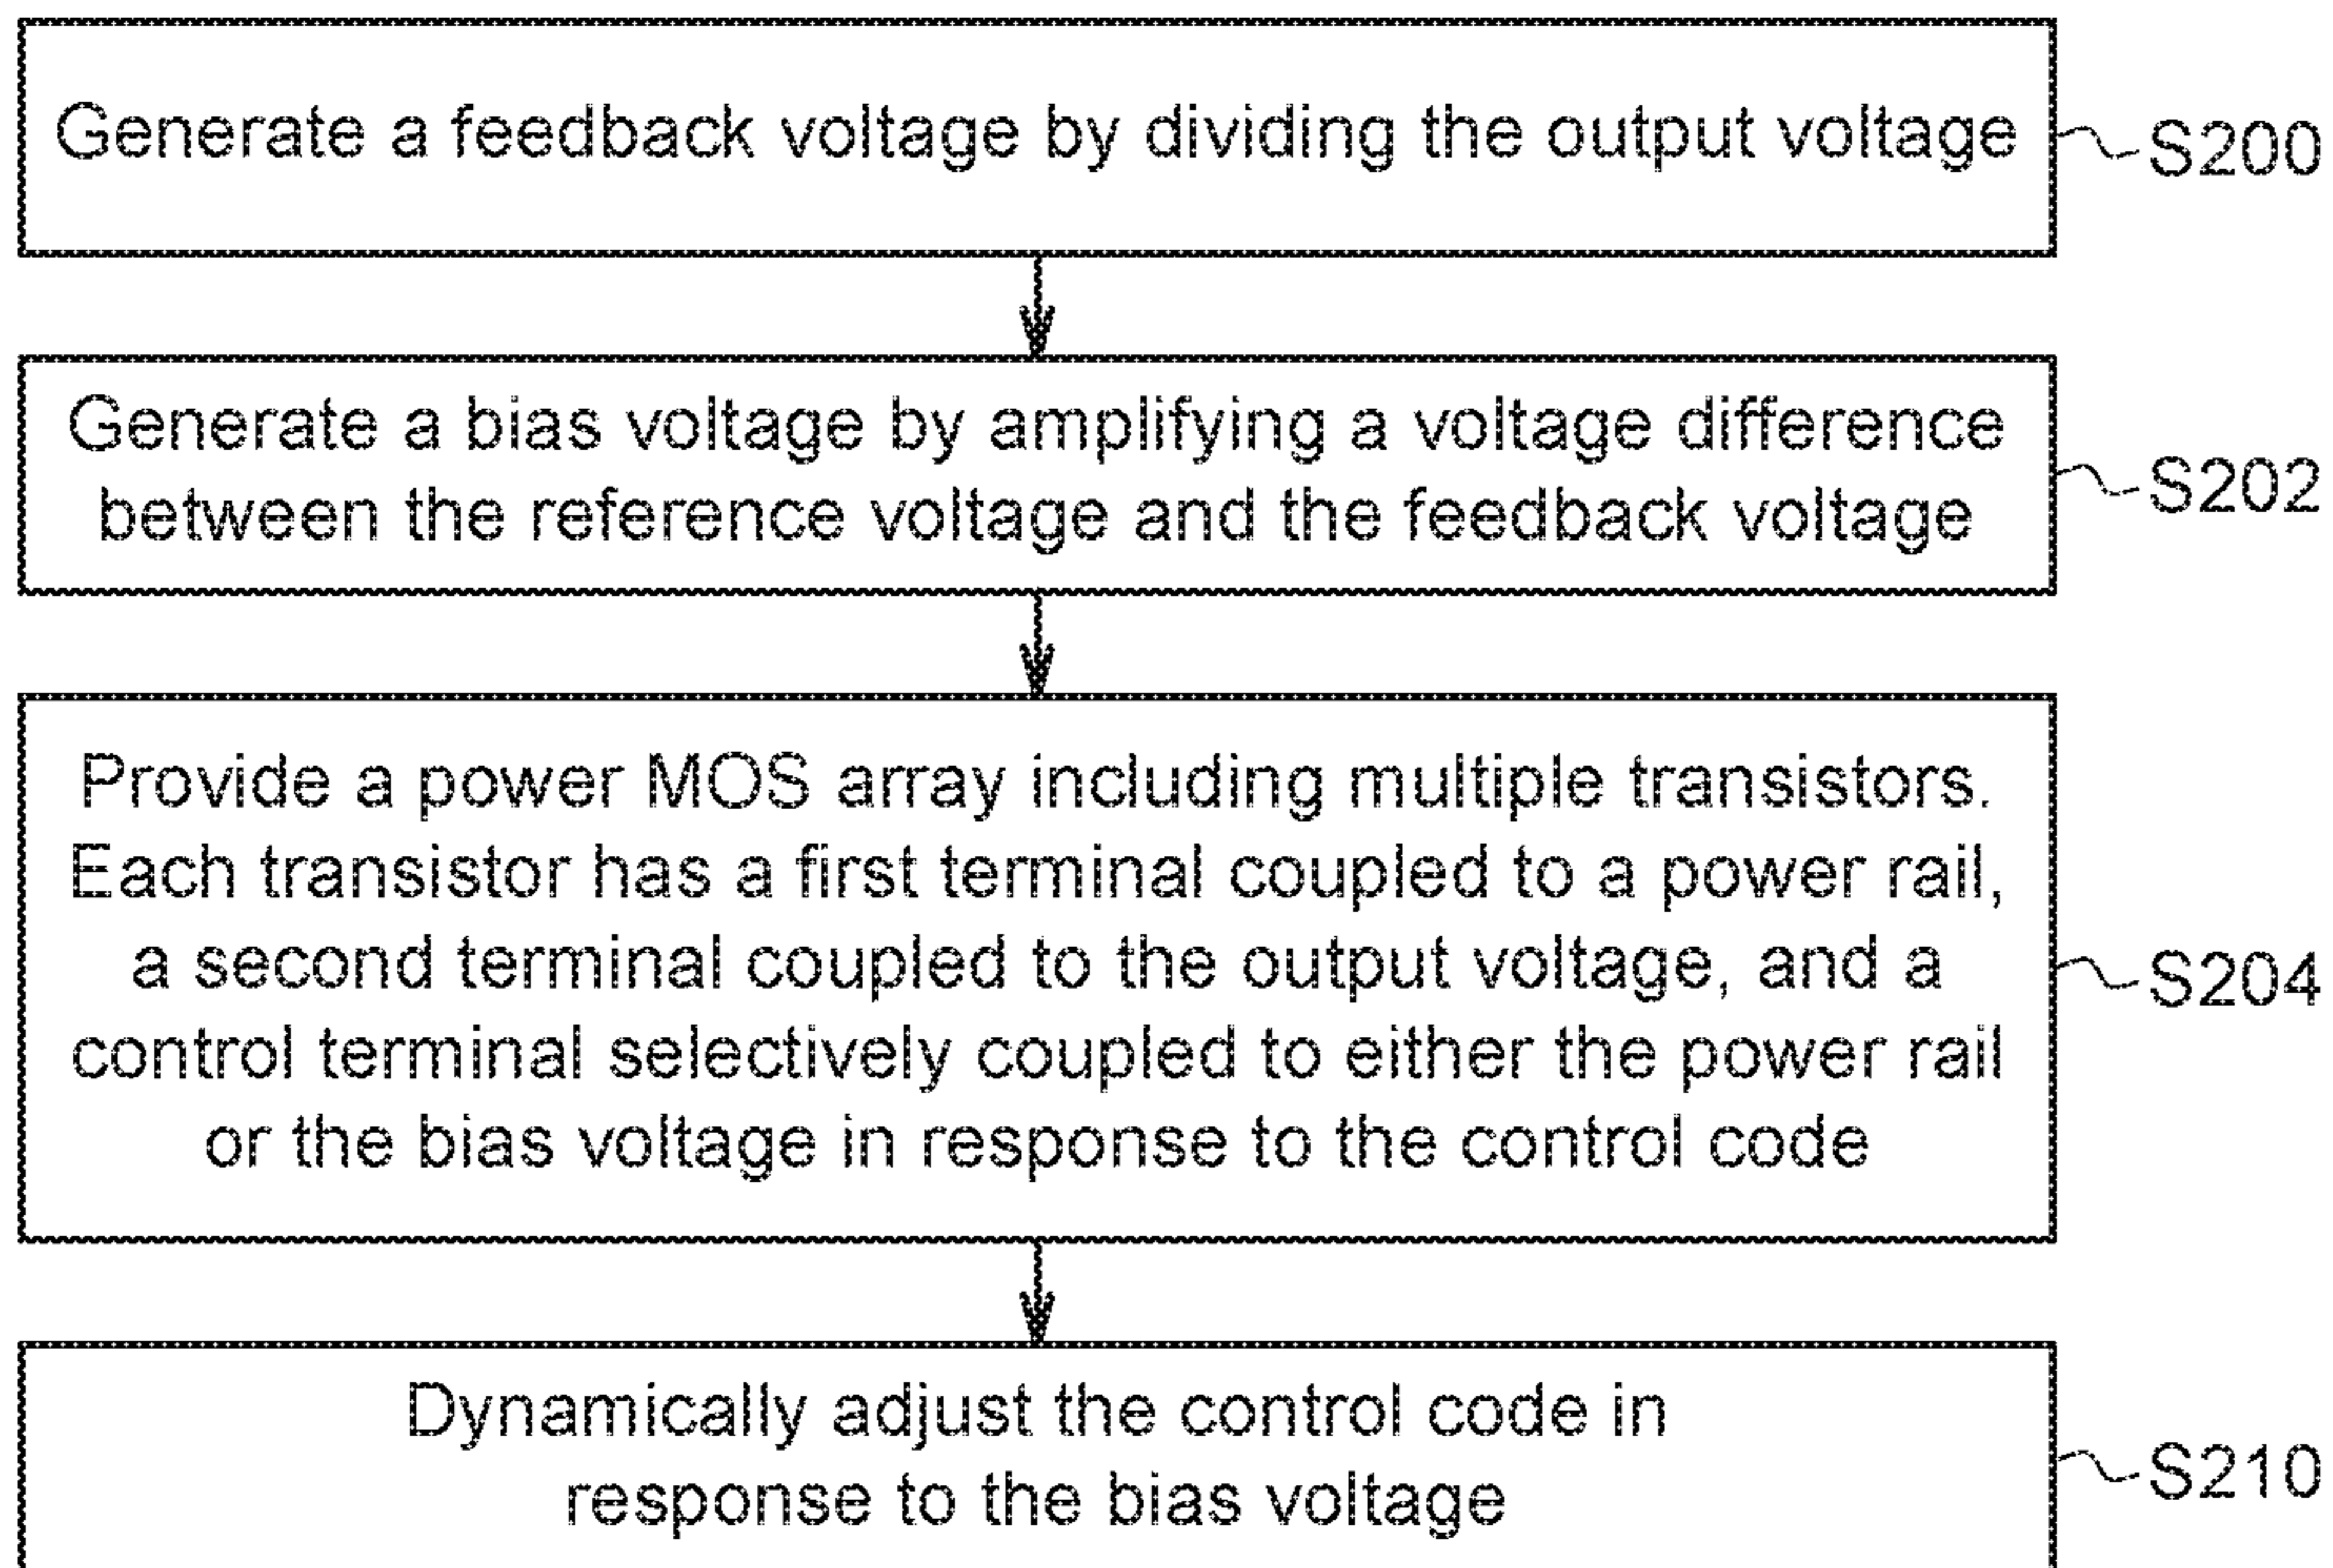 Generate a feedback voltage by dividing the output voltage
S200
Generate a bias voltage by amplifying a voltage difference
between the reference voltage and the feedback voltage
S202
Provide a power MOS array including multiple transistors.
Each transistor has a first terminal coupled to a power rail,
a second terminal coupled to the output voltage, and a
control terminal selectively coupled to either the power rail
or the bias voltage in response to the control code
S204
Dynamically adjust the control code in
response to the bias voltage
S210